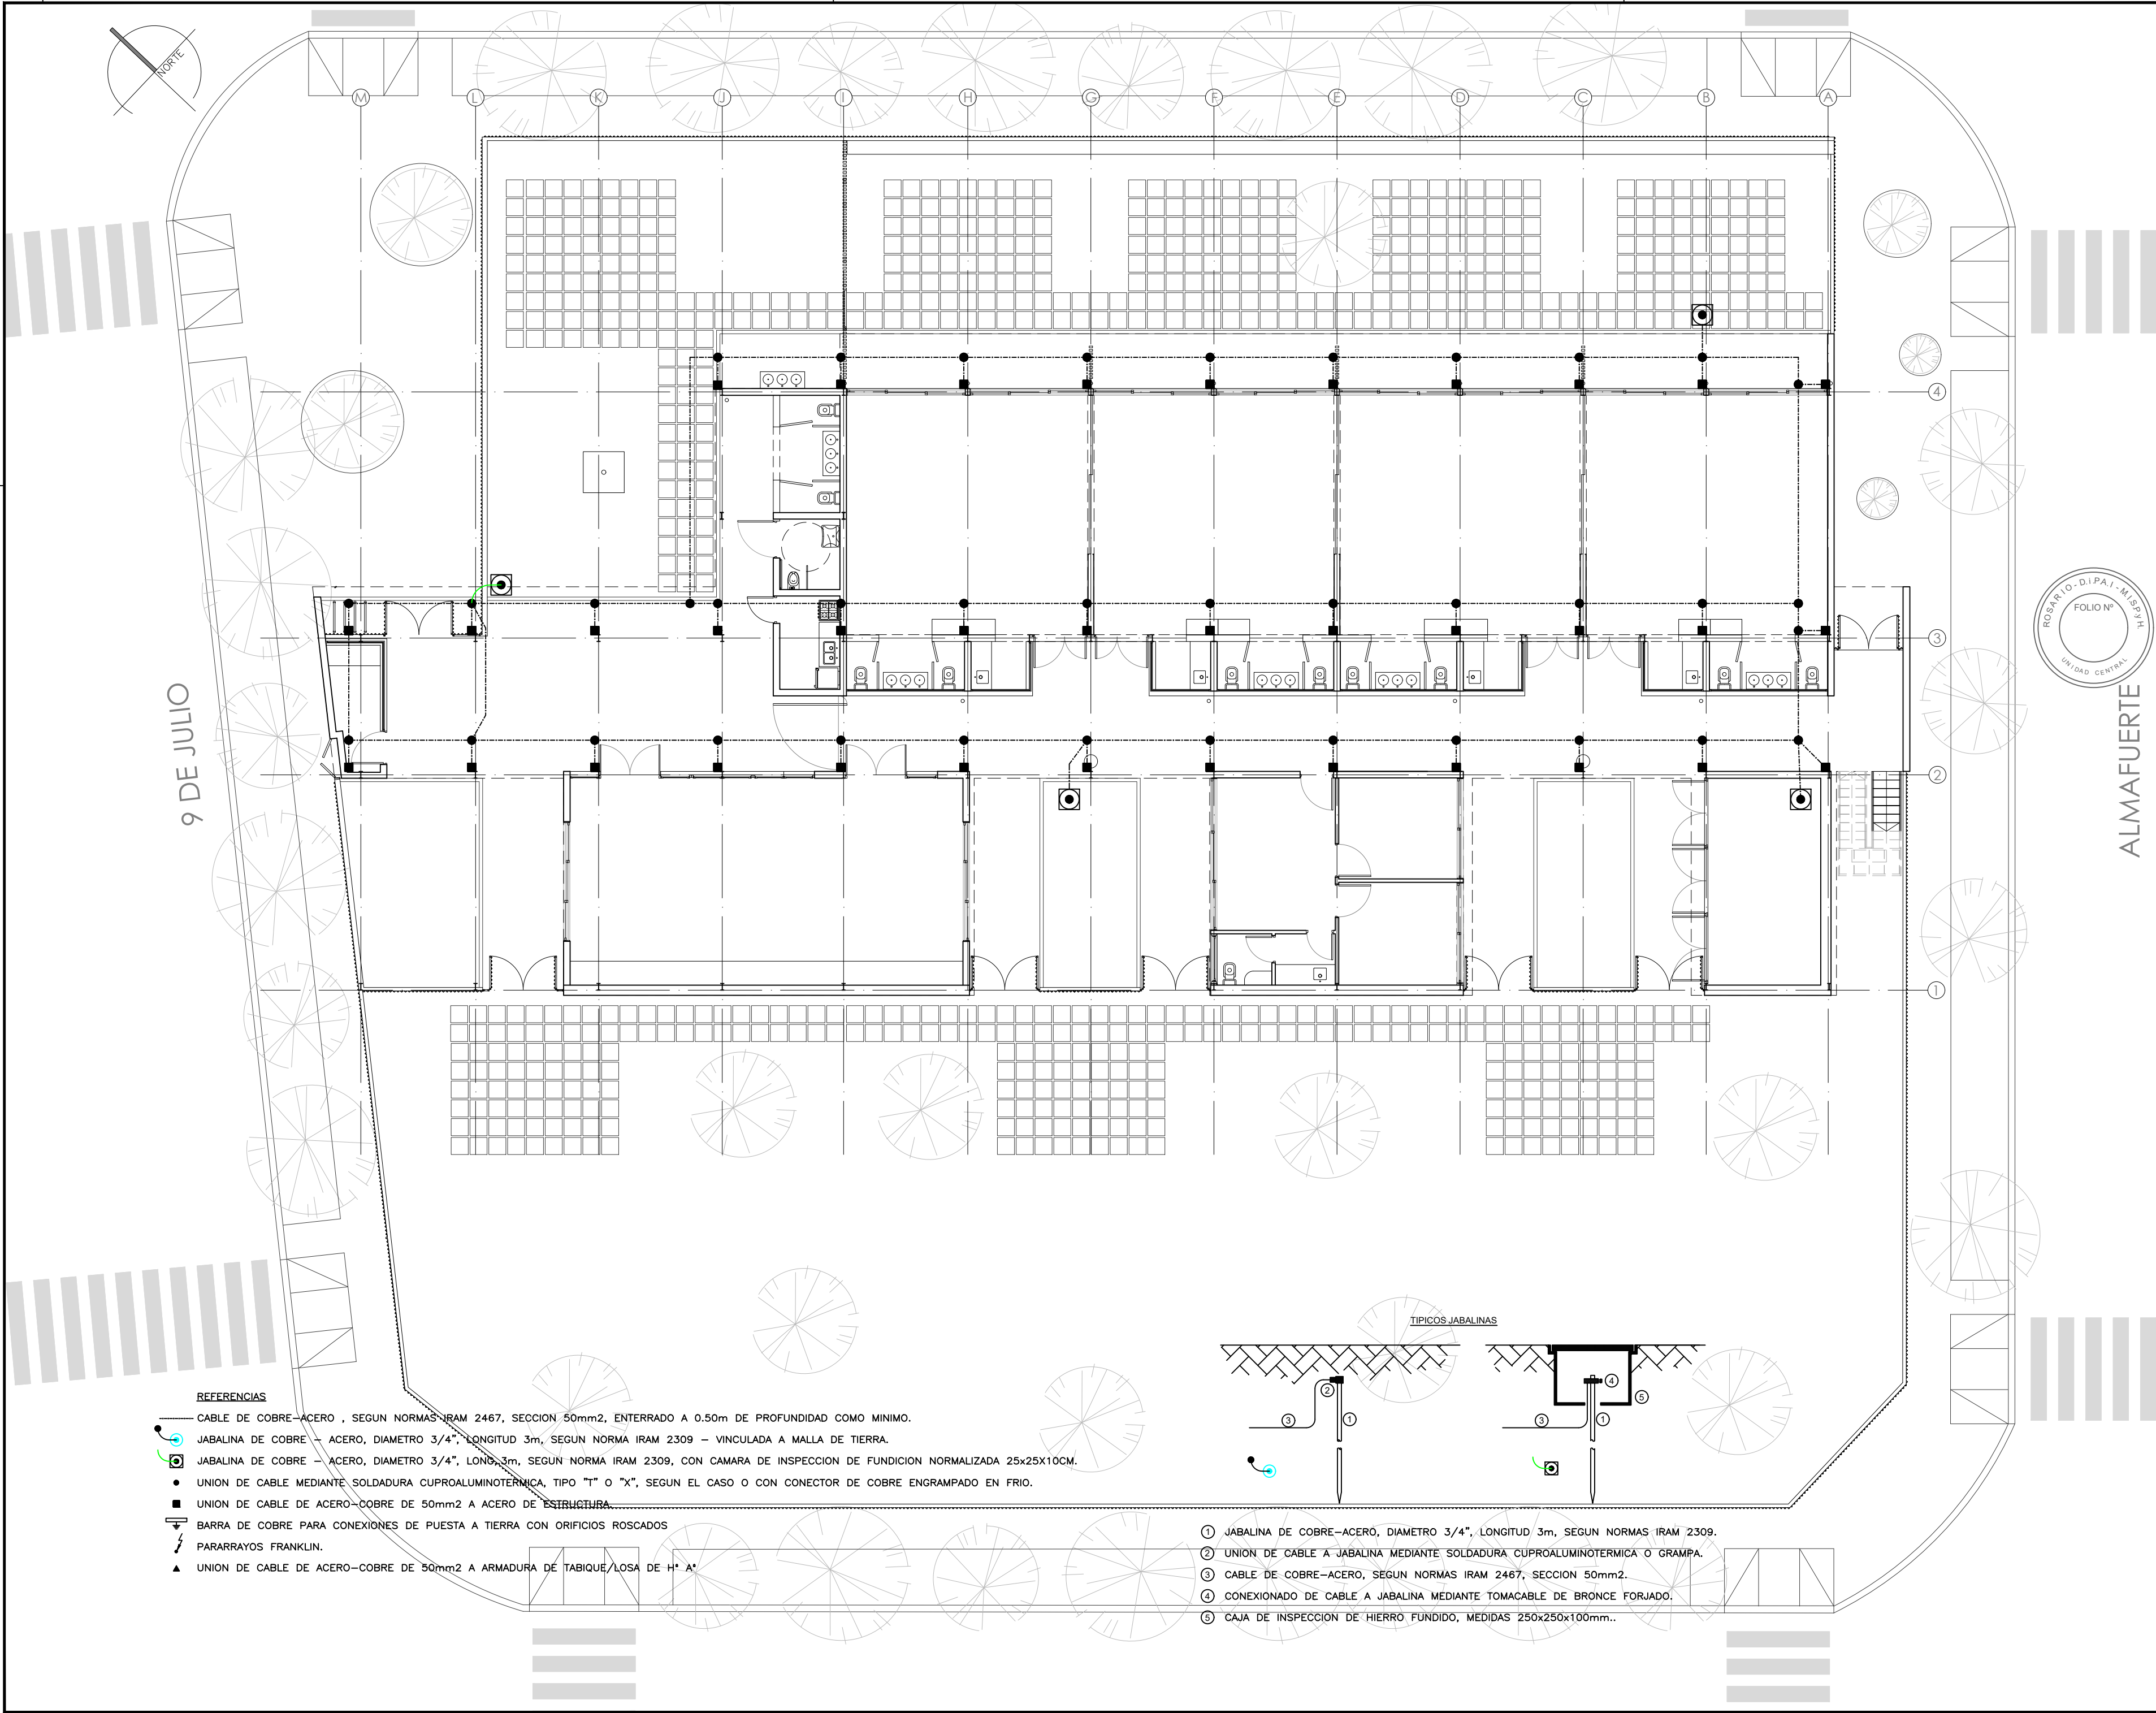 NORTE
M L K J I H G F E D C B A
4
3
2
1
9 DE JULIO
ALMAFUERTE
ROSARIO-D.i.P.A.I-M.I.S.P.yH.
FOLIO Nº
UNIDAD CENTRAL
TIPICOS JABALINAS
2
3
1
4
5
3
1
REFERENCIAS
CABLE DE COBRE-ACERO , SEGUN NORMAS IRAM 2467, SECCION 50mm2, ENTERRADO A 0.50m DE PROFUNDIDAD COMO MINIMO.
JABALINA DE COBRE - ACERO, DIAMETRO 3/4", LONGITUD 3m, SEGUN NORMA IRAM 2309 - VINCULADA A MALLA DE TIERRA.
JABALINA DE COBRE - ACERO, DIAMETRO 3/4", LONG. 3m, SEGUN NORMA IRAM 2309, CON CAMARA DE INSPECCION DE FUNDICION NORMALIZADA 25x25X10CM.
UNION DE CABLE MEDIANTE SOLDADURA CUPROALUMINOTERMICA, TIPO "T" O "X", SEGUN EL CASO O CON CONECTOR DE COBRE ENGRAMPADO EN FRIO.
UNION DE CABLE DE ACERO-COBRE DE 50mm2 A ACERO DE ESTRUCTURA.
BARRA DE COBRE PARA CONEXIONES DE PUESTA A TIERRA CON ORIFICIOS ROSCADOS
PARARRAYOS FRANKLIN.
UNION DE CABLE DE ACERO-COBRE DE 50mm2 A ARMADURA DE TABIQUE/LOSA DE H° A°
1 JABALINA DE COBRE-ACERO, DIAMETRO 3/4", LONGITUD 3m, SEGUN NORMAS IRAM 2309.
2 UNION DE CABLE A JABALINA MEDIANTE SOLDADURA CUPROALUMINOTERMICA O GRAMPA.
3 CABLE DE COBRE-ACERO, SEGUN NORMAS IRAM 2467, SECCION 50mm2.
4 CONEXIONADO DE CABLE A JABALINA MEDIANTE TOMACABLE DE BRONCE FORJADO.
5 CAJA DE INSPECCION DE HIERRO FUNDIDO, MEDIDAS 250x250x100mm..